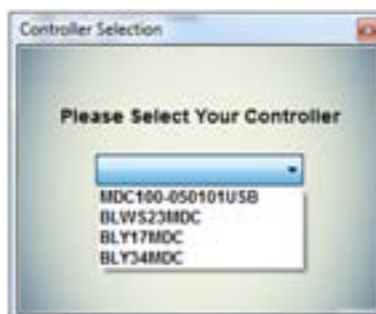 Controller Selection
Please Select Your Controller
MDC100-050101USB
BLWS23MDC
BLY17MDC
BLY34MDC